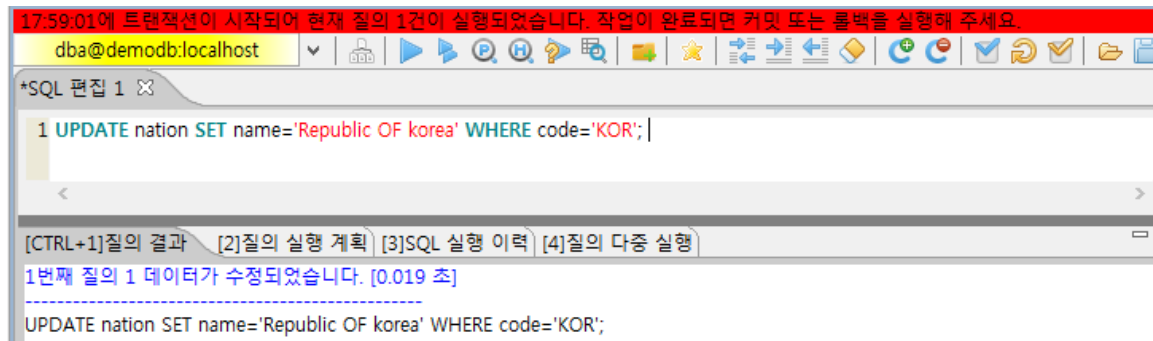 17:59:01에 트랜잭션이 시작되어 현재 질의 1건이 실행되었습니다. 작업이 완료되면 커밋 또는 롤백을 실행해 주세요.
dba@demodb:localhost
*SQL 편집 1
1 UPDATE nation SET name='Republic OF korea' WHERE code='KOR';
[CTRL+1]질의 결과 [2]질의 실행 계획 [3]SQL 실행 이력 [4]질의 다중 실행
1번째 질의 1 데이터가 수정되었습니다. [0.019 초]
--------------------------------------------------
UPDATE nation SET name='Republic OF korea' WHERE code='KOR';